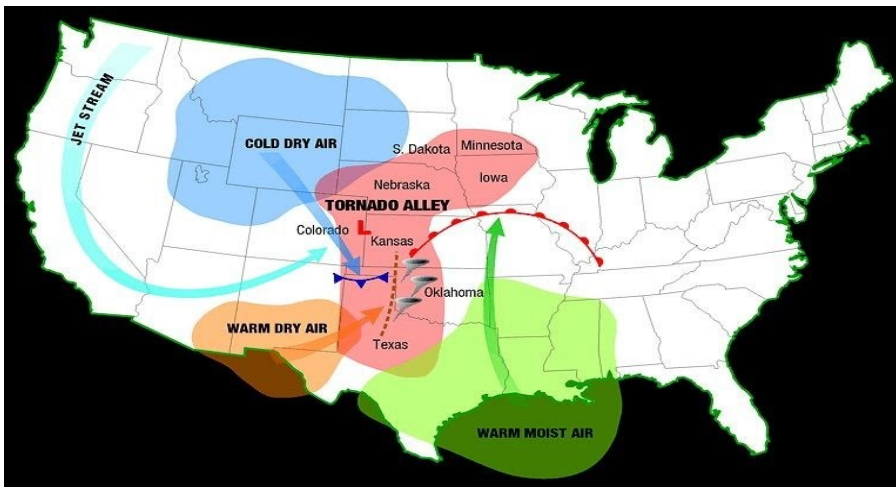 JET STREAM
COLD DRY AIR
S. Dakota
Minnesota
Nebraska
Iowa
TORNADO ALLEY
Colorado
L
Kansas
Oklahoma
WARM DRY AIR
Texas
WARM MOIST AIR